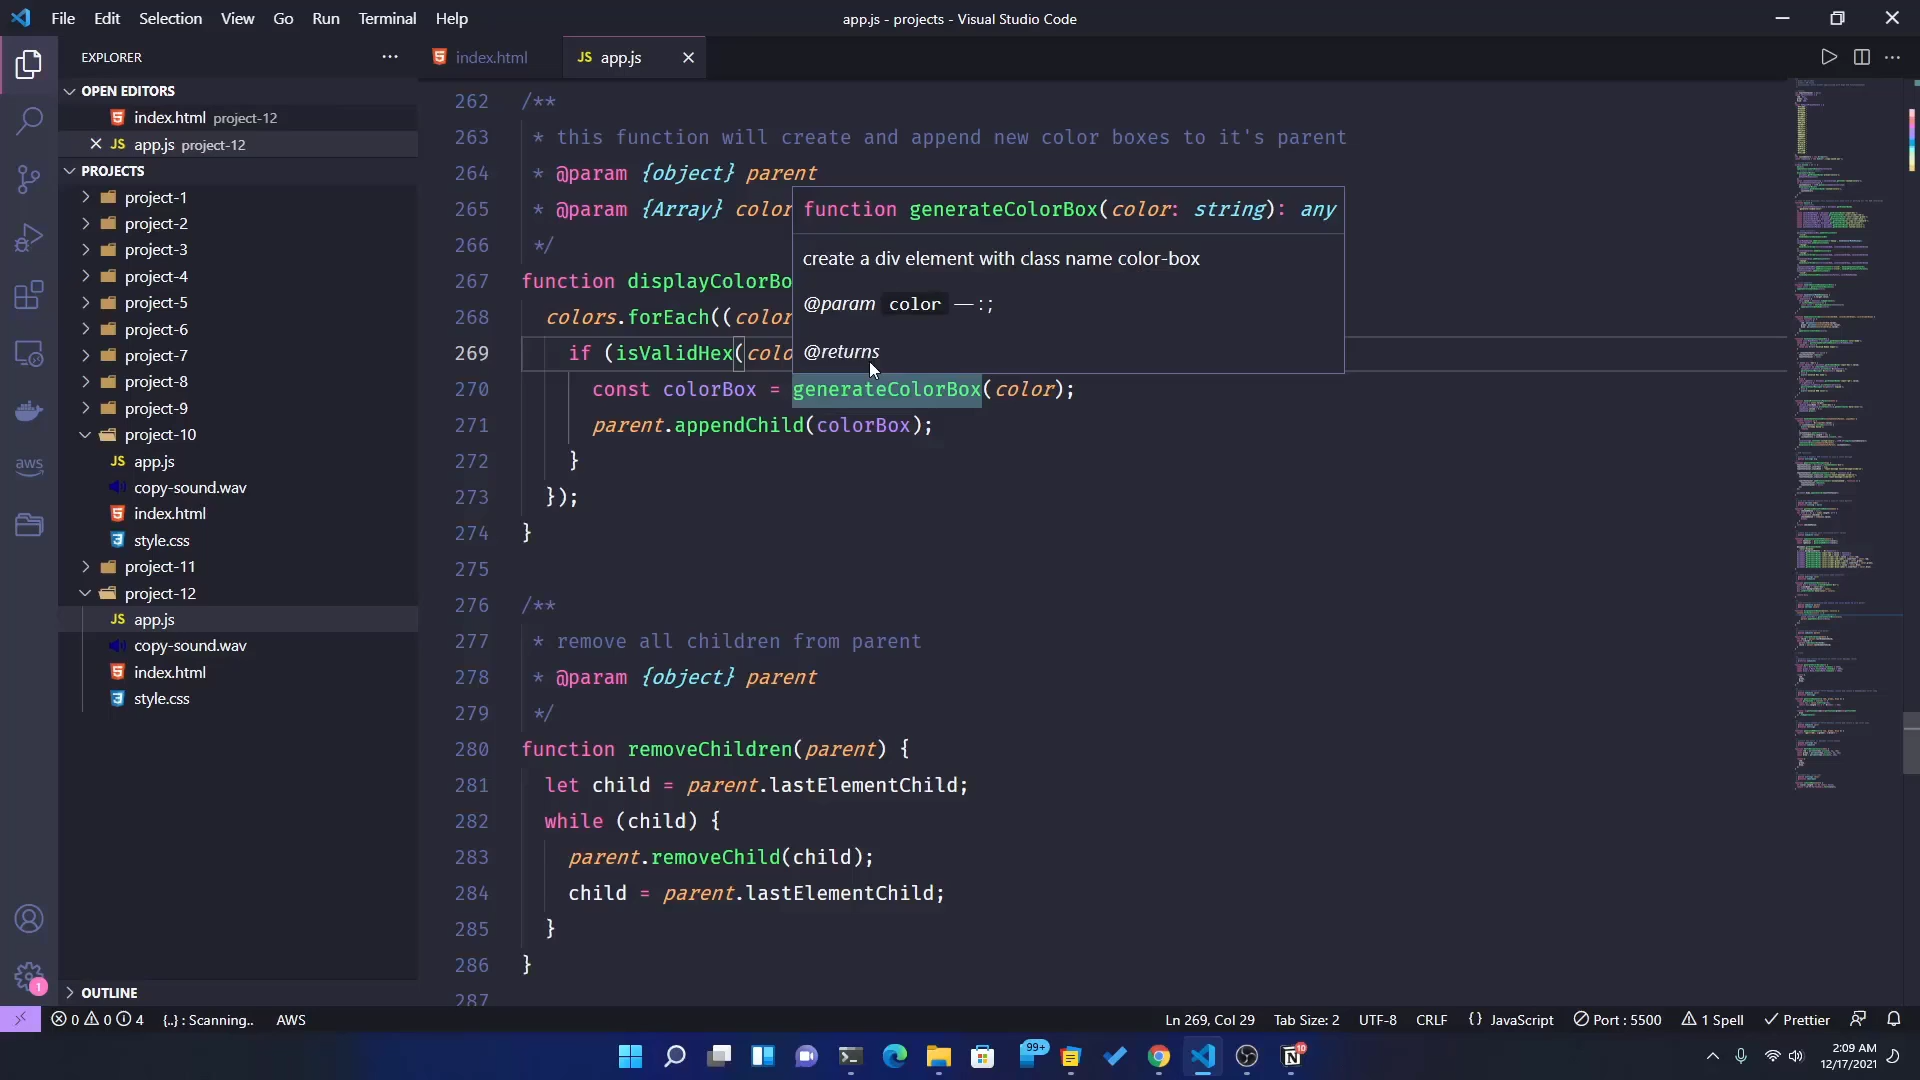 File Edit Selection View Go Run Terminal Help
app.js - projects - Visual Studio Code
EXPLORER
OPEN EDITORS
index.html project-12
JS app.js project-12
PROJECTS
project-1
project-2
project-3
project-4
project-5
project-6
project-7
project-8
project-9
project-10
JS app.js
copy-sound.wav
index.html
style.css
project-11
project-12
JS app.js
copy-sound.wav
index.html
style.css
OUTLINE
aws
1
index.html
JS app.js
262 /**
263 * this function will create and append new color boxes to it's parent
264 * @param {object} parent
265 * @param {Array} color
266 */
267 function displayColorBo
268 colors.forEach((color
269 if (isValidHex(colo
270 const colorBox = generateColorBox(color);
271 parent.appendChild(colorBox);
272 }
273 });
274 }
275
276 /**
277 * remove all children from parent
278 * @param {object} parent
279 */
280 function removeChildren(parent) {
281 let child = parent.lastElementChild;
282 while (child) {
283 parent.removeChild(child);
284 child = parent.lastElementChild;
285 }
286 }
287
function generateColorBox(color: string): any
create a div element with class name color-box
@param color — : ;
@returns
0 0 4 {..} : Scanning.. AWS
Ln 269, Col 29 Tab Size: 2 UTF-8 CRLF {} JavaScript Port : 5500 1 Spell Prettier
99+
10
2:09 AM
12/17/2021